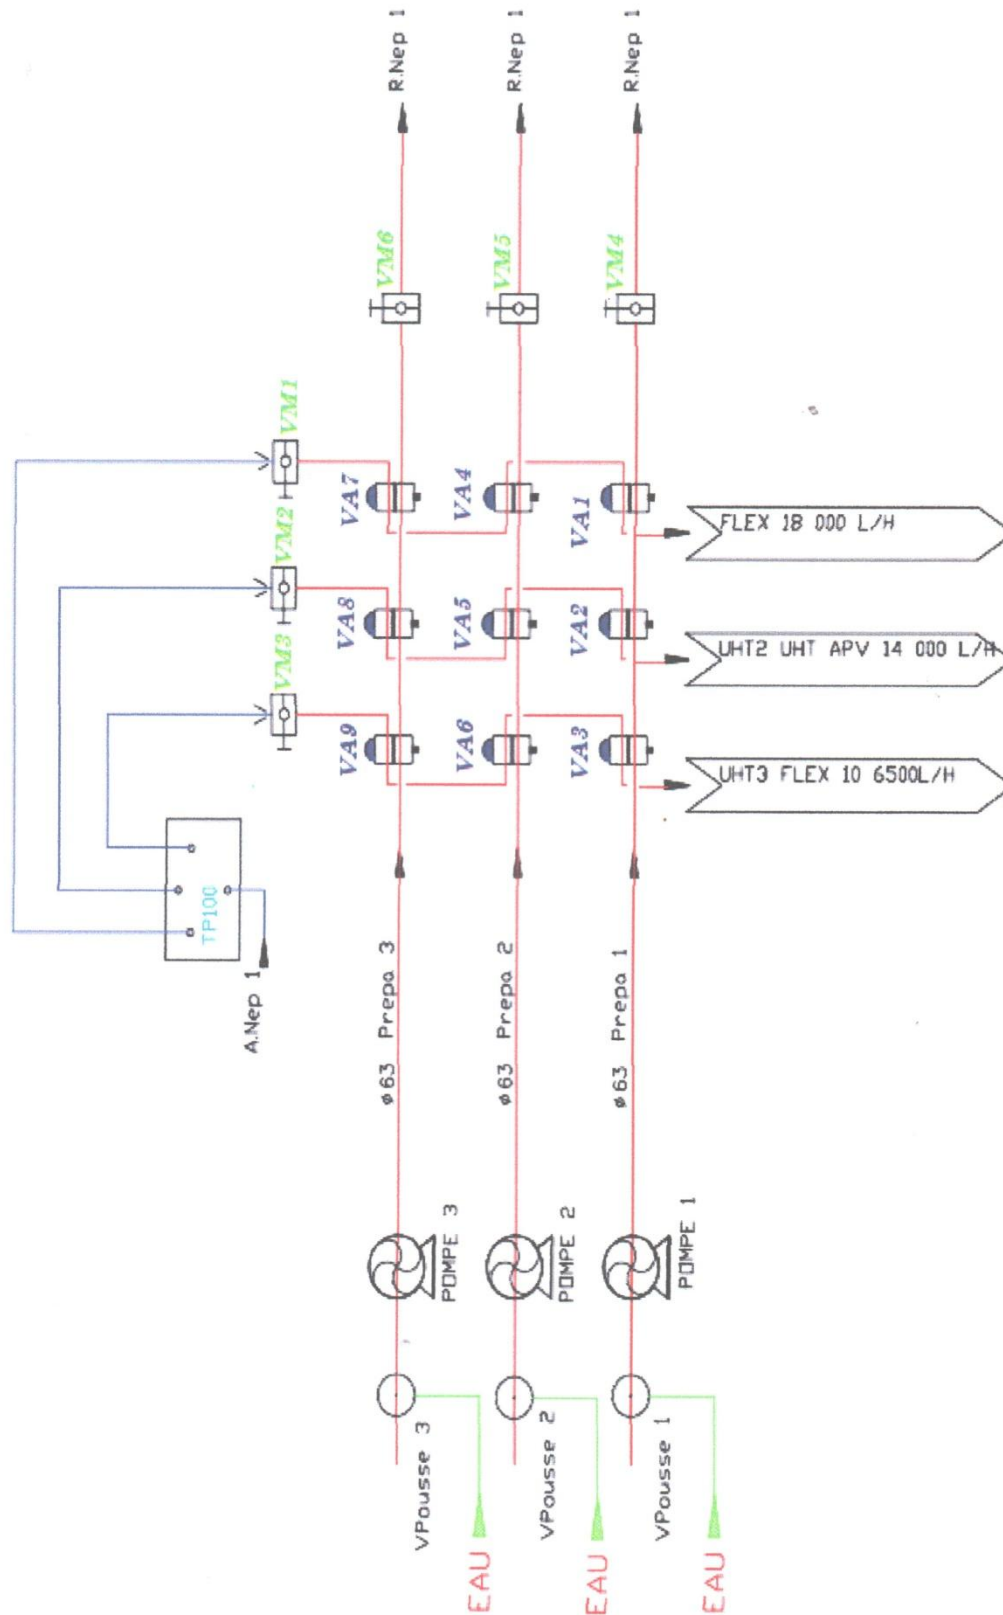 R.Nep 1
R.Nep 1
R.Nep 1
VM6
VM5
VM4
VM1
VM2
VM3
VA7
VA4
VA1
VA8
VA5
VA2
VA9
VA6
VA3
FLEX 18 000 L/H
UHT2 UHT APV 14 000 L/H
UHT3 FLEX 10 6500L/H
TP100
A.Nep 1
ø63 Prepa 3
ø63 Prepa 2
ø63 Prepa 1
POMPE 3
POMPE 2
POMPE 1
VPousse 3
VPousse 2
VPousse 1
EAU
EAU
EAU